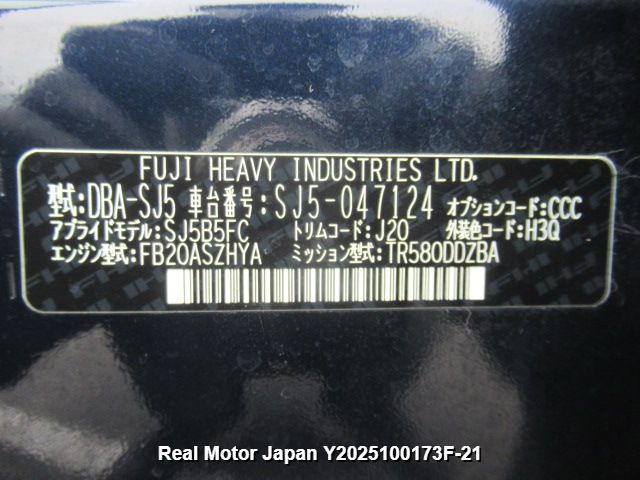 FUJI HEAVY INDUSTRIES LTD.
型式:DBA-SJ5 車台番号:SJ5-047124 オプションコード:CCC
アプライドモデル:SJ5B5FC トリムコード:J20 外装色コード:H3Q
エンジン型式:FB20ASZHYA ミッション型式:TR580DDZBA
Real Motor Japan Y2025100173F-21